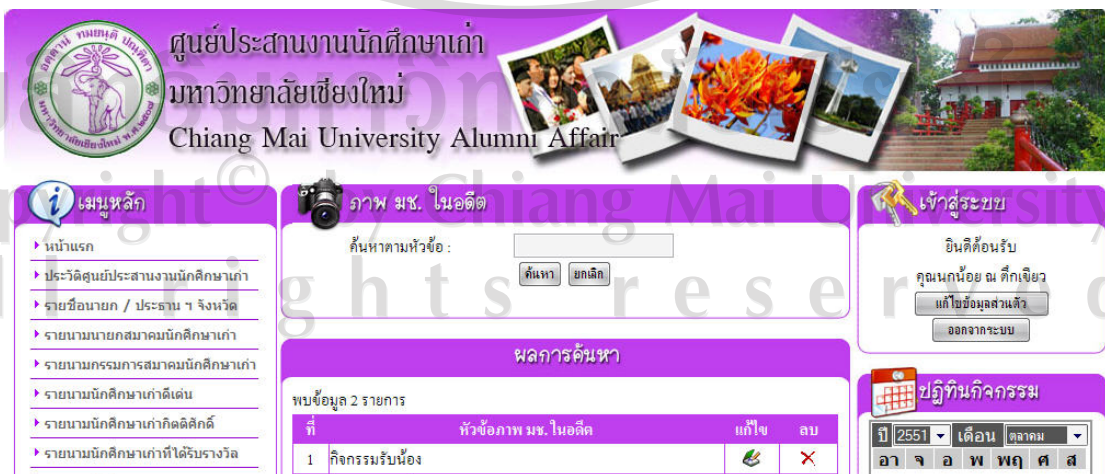 ศูนย์ประสานงานนักศึกษาเก่า
มหาวิทยาลัยเชียงใหม่
Chiang Mai University Alumni Affair
เมนูหลัก
หน้าแรก
ประวัติศูนย์ประสานงานนักศึกษาเก่า
รายชื่อนายก / ประธาน ฯ จังหวัด
รายนามนายกสมาคมนักศึกษาเก่า
รายนามกรรมการสมาคมนักศึกษาเก่า
รายนามนักศึกษาเก่าดีเด่น
รายนามนักศึกษาเก่ากิตติศักดิ์
รายนามนักศึกษาเก่าที่ได้รับรางวัล
ภาพ มช. ในอดีต
ค้นหาตามหัวข้อ :
ค้นหา ยกเลิก
ผลการค้นหา
พบข้อมูล 2 รายการ
ที่ หัวข้อภาพ มช. ในอดีต แก้ไข ลบ
1 กิจกรรมรับน้อง
เข้าสู่ระบบ
ยินดีต้อนรับ
คุณนกน้อย ณ ตึกเขียว
แก้ไขข้อมูลส่วนตัว
ออกจากระบบ
ปฏิทินกิจกรรม
ปี 2551 เดือน ตุลาคม
อา จ อ พ พฤ ศ ส
by Chiang Mai University
rights reserved